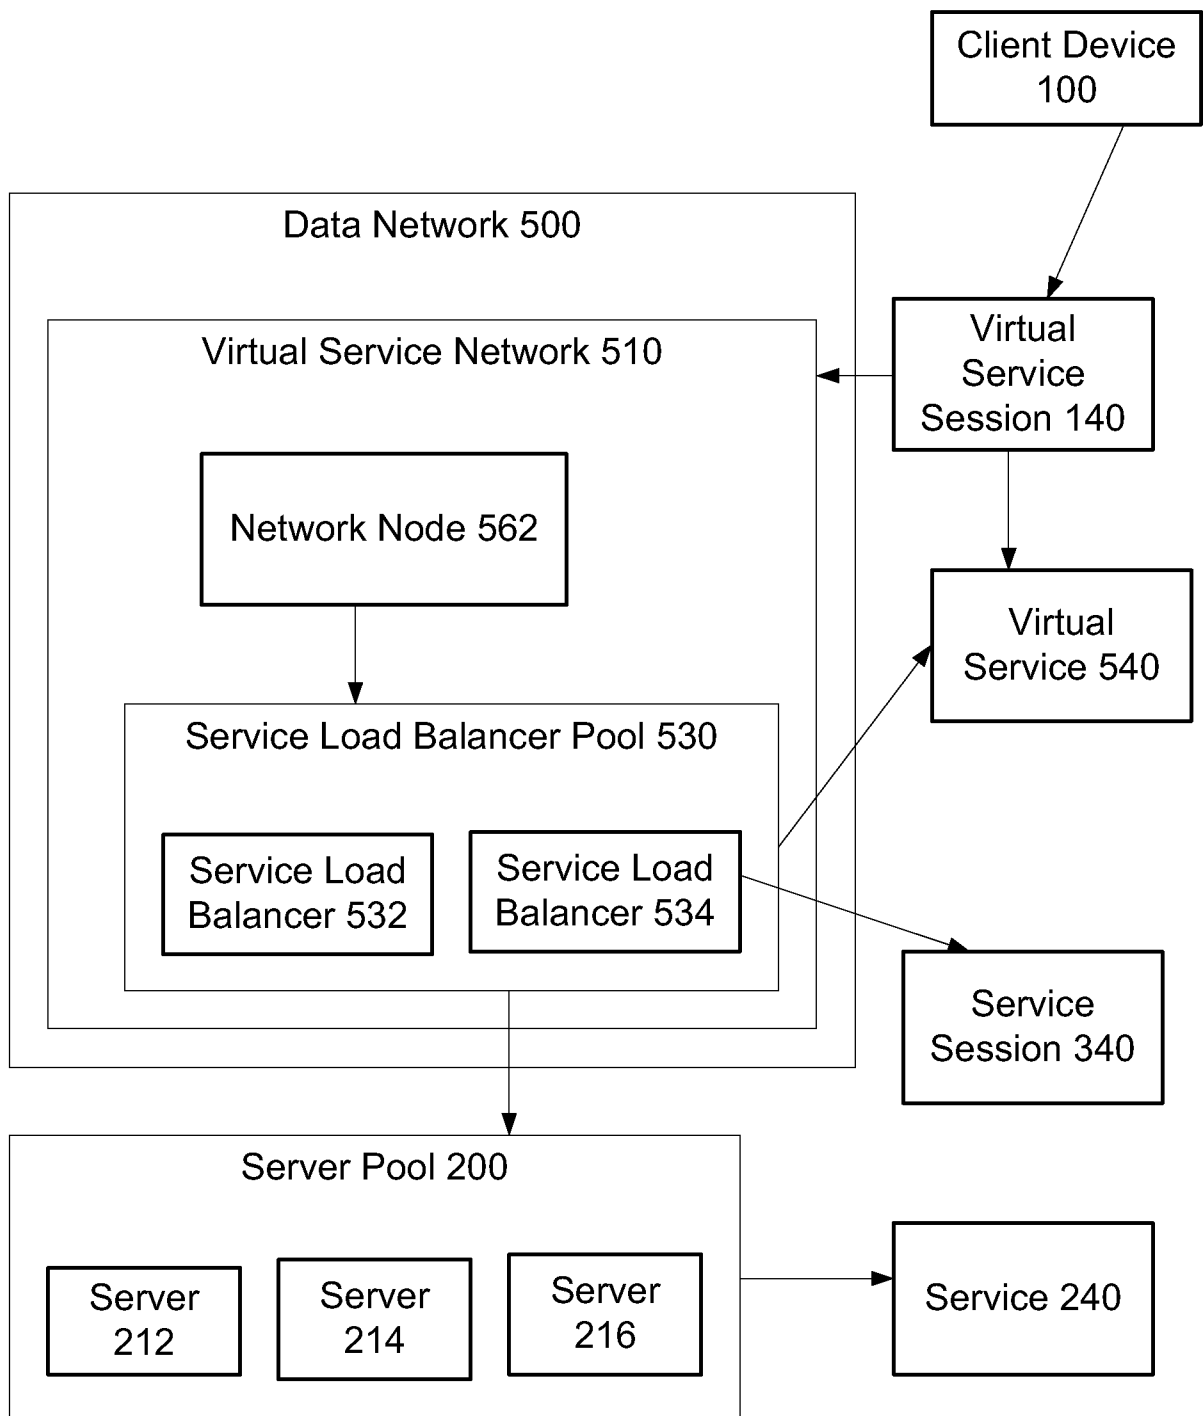 Client Device
100
Data Network 500
Virtual Service Network 510
Virtual
Service
Session 140
Network Node 562
Virtual
Service 540
Service Load Balancer Pool 530
Service Load
Balancer 532
Service Load
Balancer 534
Service
Session 340
Server Pool 200
Server
212
Server
214
Server
216
Service 240